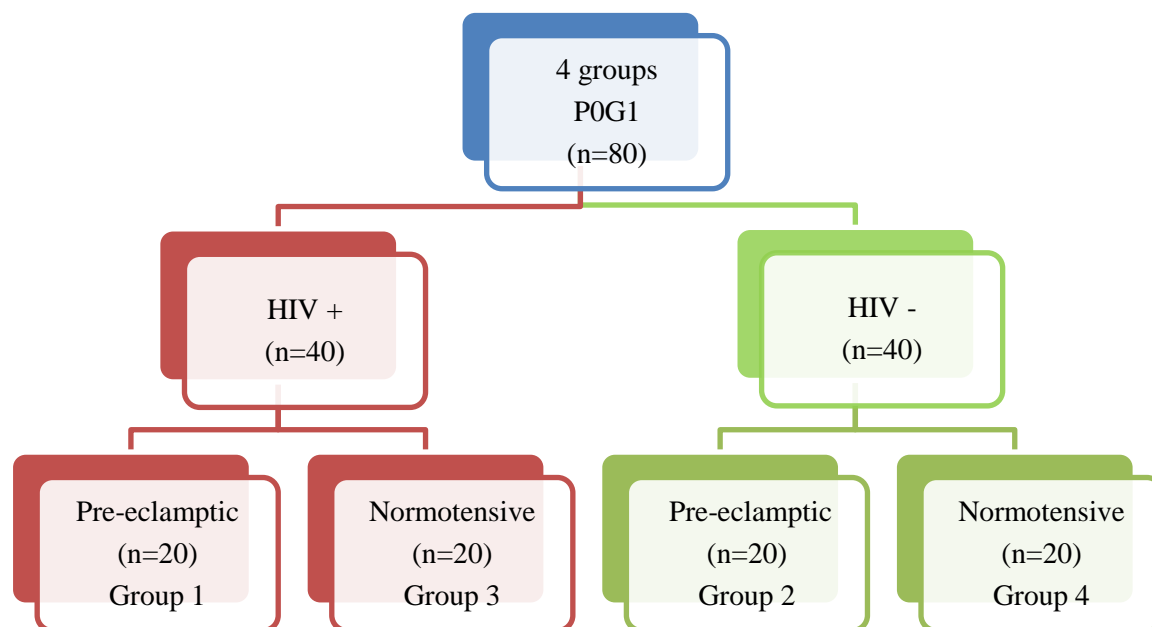 4 groups
P0G1
(n=80)
HIV +
(n=40)
HIV -
(n=40)
Pre-eclamptic
(n=20)
Group 1
Normotensive
(n=20)
Group 3
Pre-eclamptic
(n=20)
Group 2
Normotensive
(n=20)
Group 4